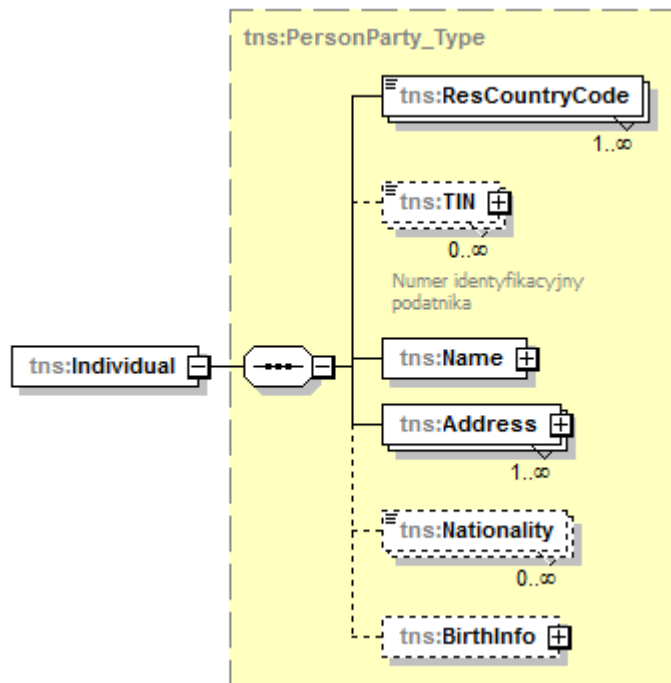 tns:PersonParty_Type
tns:ResCountryCode
1..∞
tns:TIN
0..∞
Numer identyfikacyjny
podatnika
tns:Individual
tns:Name
tns:Address
1..∞
tns:Nationality
0..∞
tns:BirthInfo